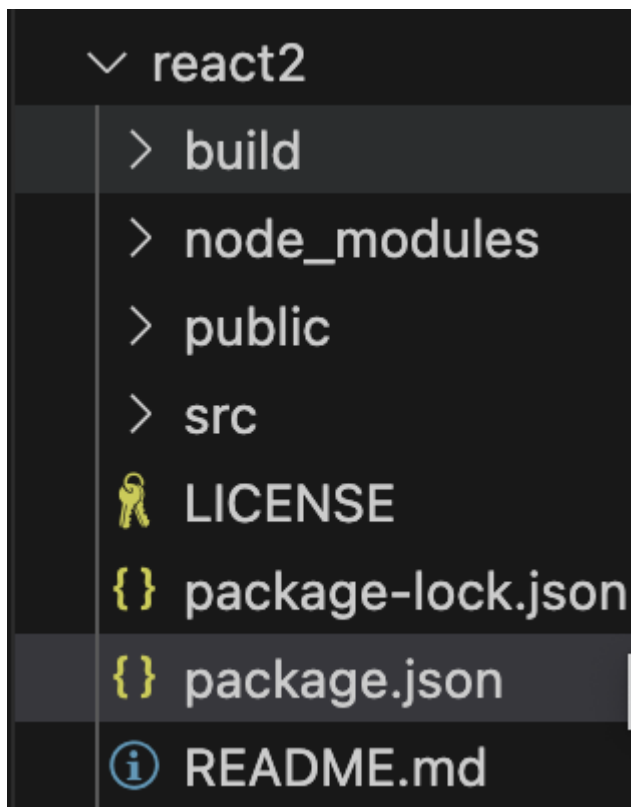 react2
build
node_modules
public
src
LICENSE
package-lock.json
package.json
README.md